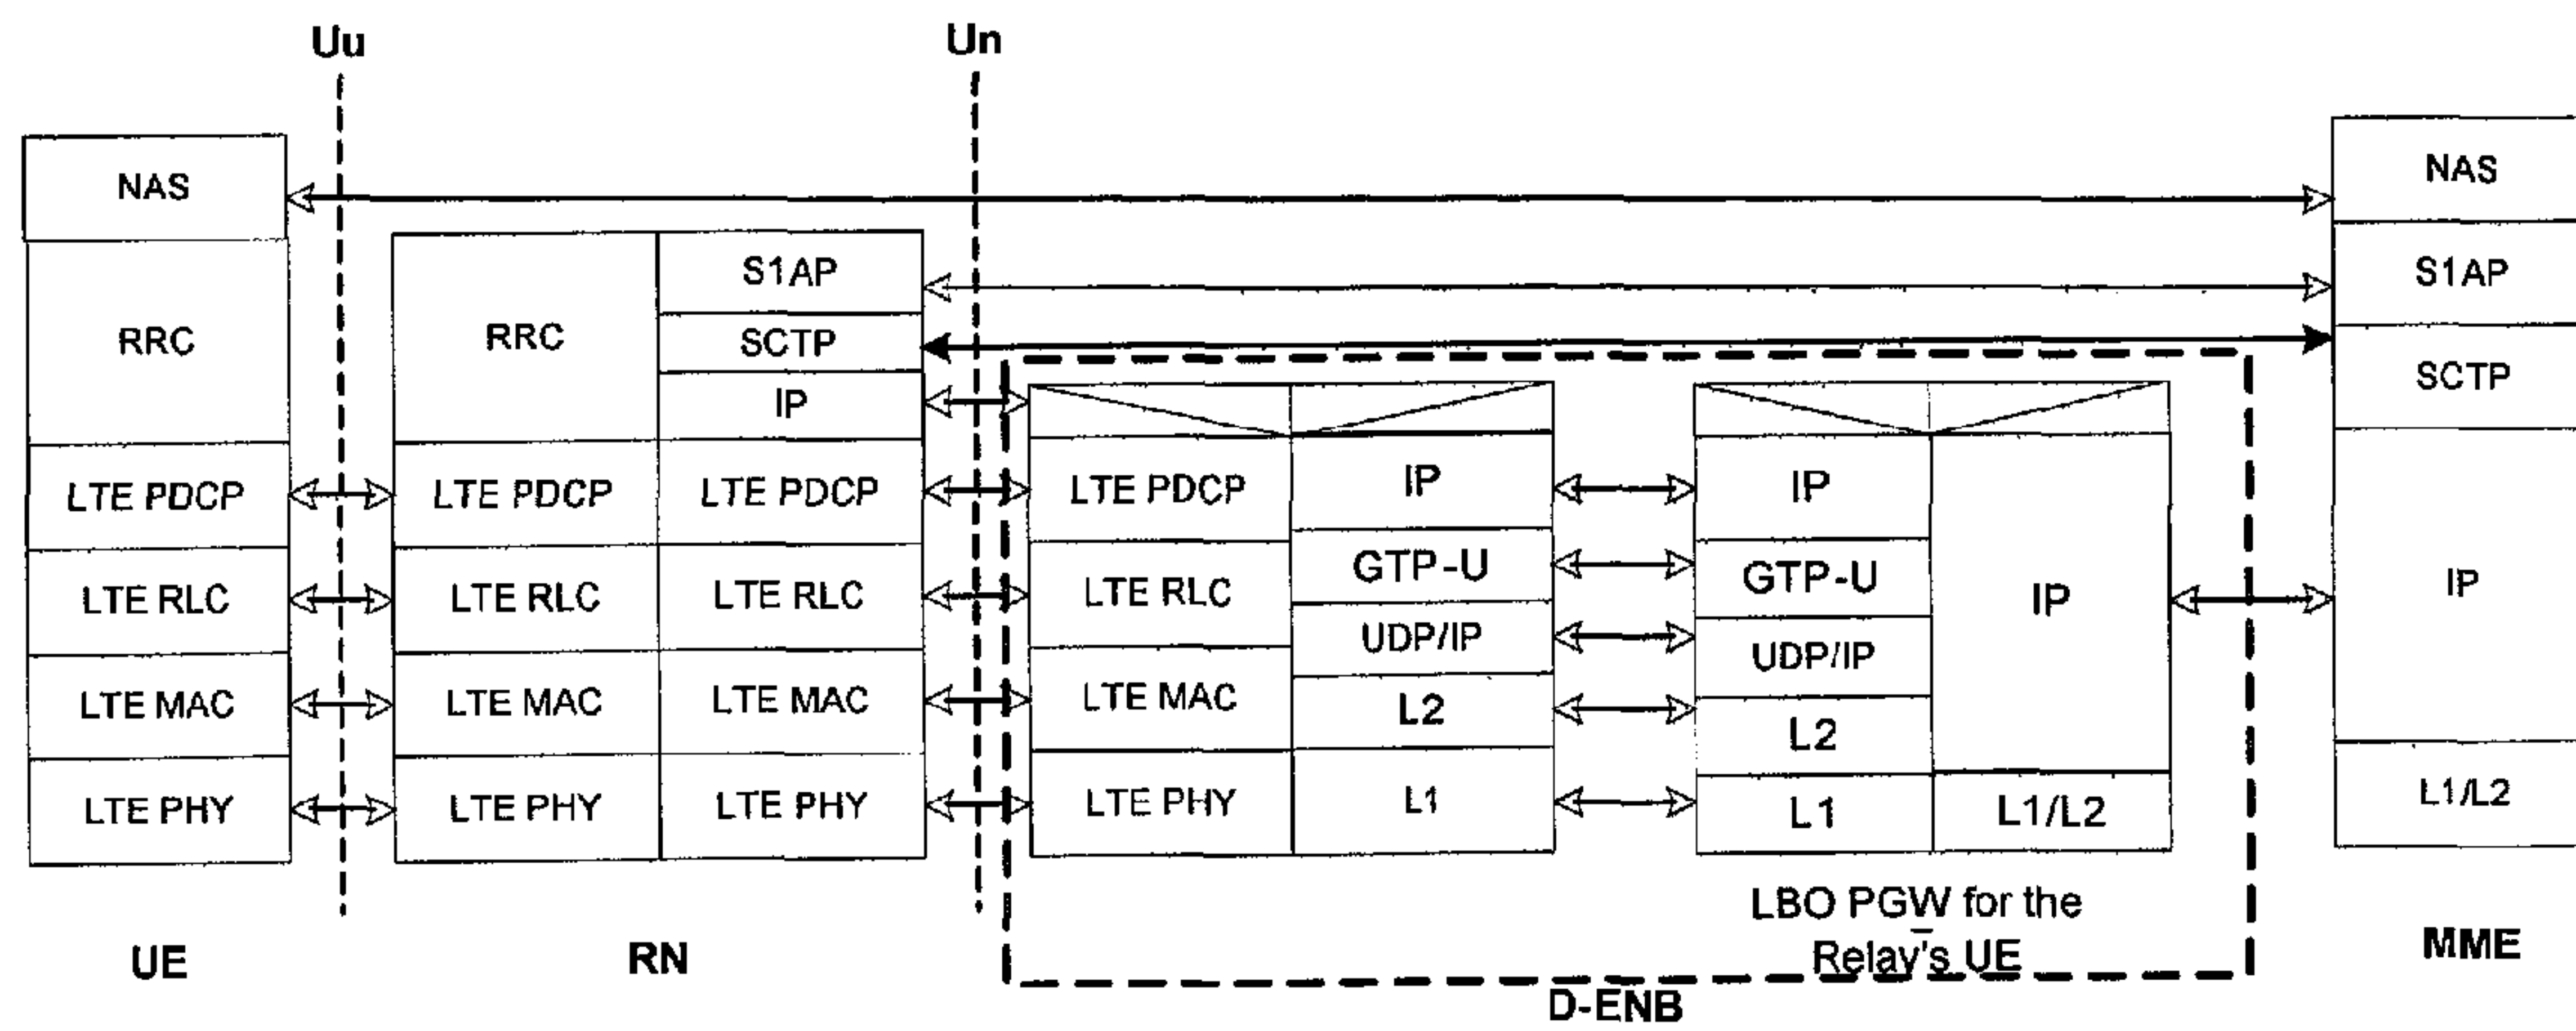 Uu
Un
NAS
RRC
LTE PDCP
LTE RLC
LTE MAC
LTE PHY
UE
RRC
LTE PDCP
LTE RLC
LTE MAC
LTE PHY
S1AP
SCTP
IP
LTE PDCP
LTE RLC
LTE MAC
LTE PHY
RN
LTE PDCP
LTE RLC
LTE MAC
LTE PHY
IP
GTP-U
UDP/IP
L2
L1
IP
GTP-U
UDP/IP
L2
L1
IP
L1/L2
LBO PGW for the
Relay's UE
D-ENB
NAS
S1AP
SCTP
IP
L1/L2
MME